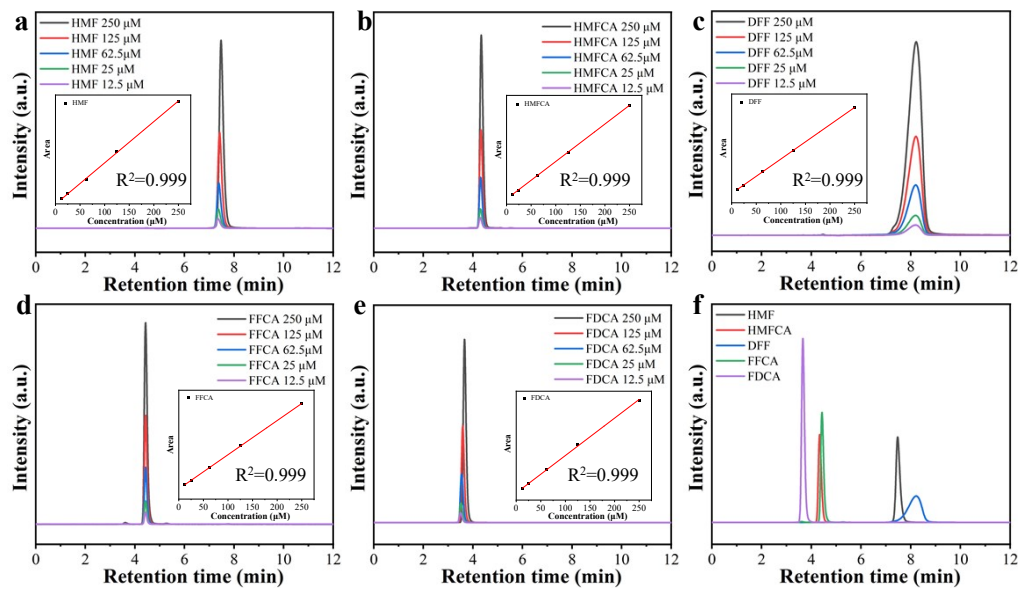 a
HMF 250 μM
HMF 125 μM
HMF 62.5μM
HMF 25 μM
HMF 12.5 μM
HMF
Area
R²=0.999
0 50 100 150 200 250
Concentration (μM)
Intensity (a.u.)
0 2 4 6 8 10 12
Retention time (min)
b
HMFCA 250 μM
HMFCA 125 μM
HMFCA 62.5μM
HMFCA 25 μM
HMFCA 12.5 μM
HMFCA
Area
R²=0.999
0 50 100 150 200 250
Concentration (μM)
Intensity (a.u.)
0 2 4 6 8 10 12
Retention time (min)
c
DFF 250 μM
DFF 125 μM
DFF 62.5μM
DFF 25 μM
DFF 12.5 μM
DFF
Area
R²=0.999
0 50 100 150 200 250
Concentration (μM)
Intensity (a.u.)
0 2 4 6 8 10 12
Retention time (min)
d
FFCA 250 μM
FFCA 125 μM
FFCA 62.5μM
FFCA 25 μM
FFCA 12.5 μM
FFCA
Area
R²=0.999
0 50 100 150 200 250
Concentration (μM)
Intensity (a.u.)
0 2 4 6 8 10 12
Retention time (min)
e
FDCA 250 μM
FDCA 125 μM
FDCA 62.5μM
FDCA 25 μM
FDCA 12.5 μM
FDCA
Area
R²=0.999
0 50 100 150 200 250
Concentration (μM)
Intensity (a.u.)
0 2 4 6 8 10 12
Retention time (min)
f
HMF
HMFCA
DFF
FFCA
FDCA
Intensity (a.u.)
0 2 4 6 8 10 12
Retention time (min)